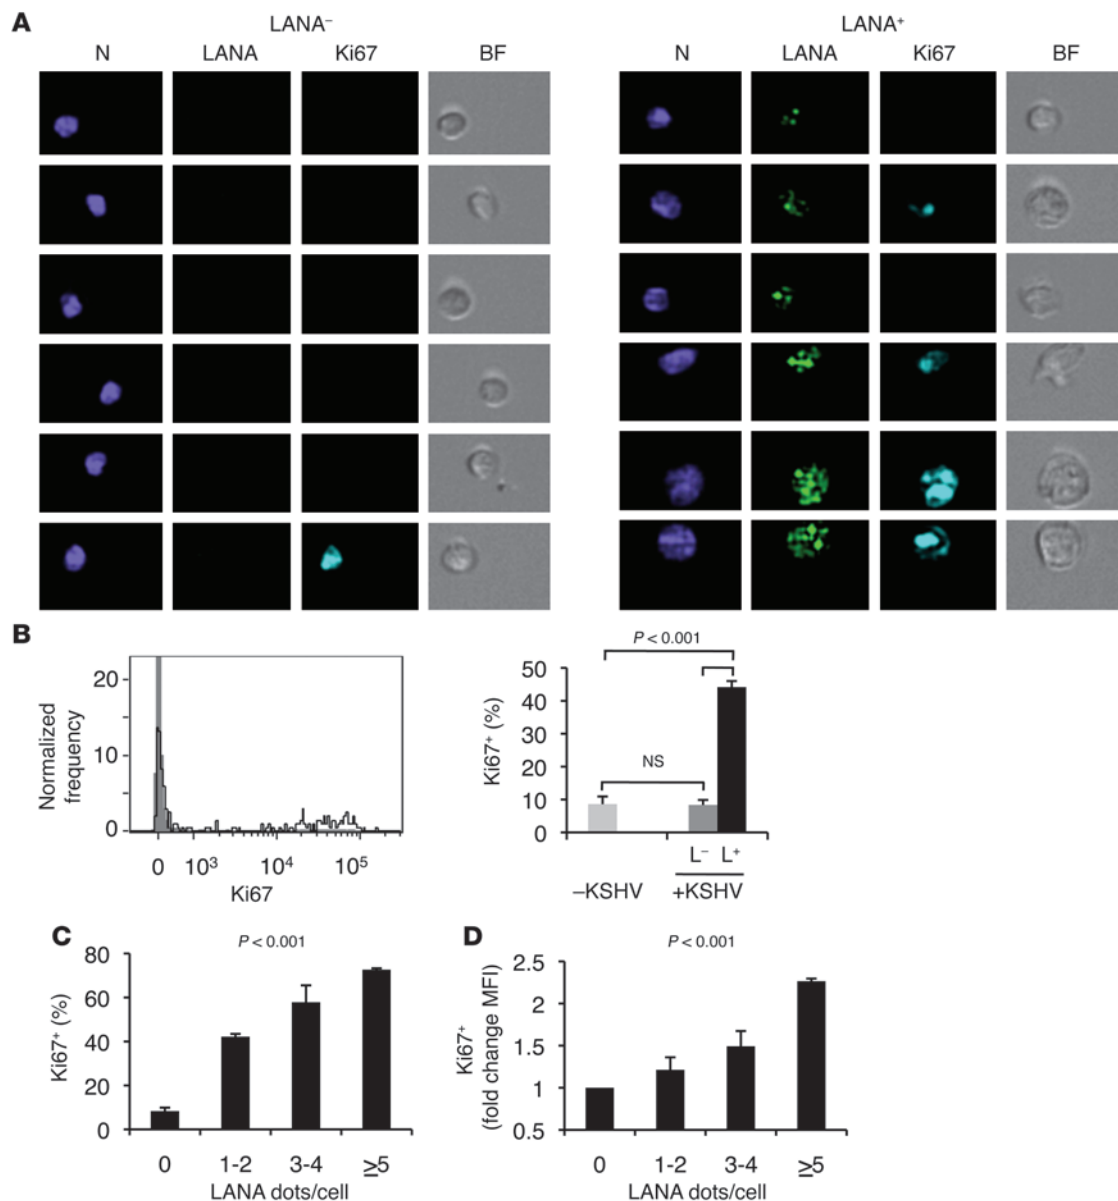 A
LANA⁻
LANA⁺
N LANA Ki67 BF
N LANA Ki67 BF
B
Normalized
frequency
20
10
0
0 10³ 10⁴ 10⁵
Ki67
P < 0.001
Ki67⁺ (%)
50
40
30
20
10
0
NS
L⁻ L⁺
–KSHV +KSHV
C
P < 0.001
Ki67⁺ (%)
80
60
40
20
0
0 1-2 3-4 ≥5
LANA dots/cell
D
P < 0.001
Ki67⁺
(fold change MFI)
2.5
2
1.5
1
0.5
0 1-2 3-4 ≥5
LANA dots/cell